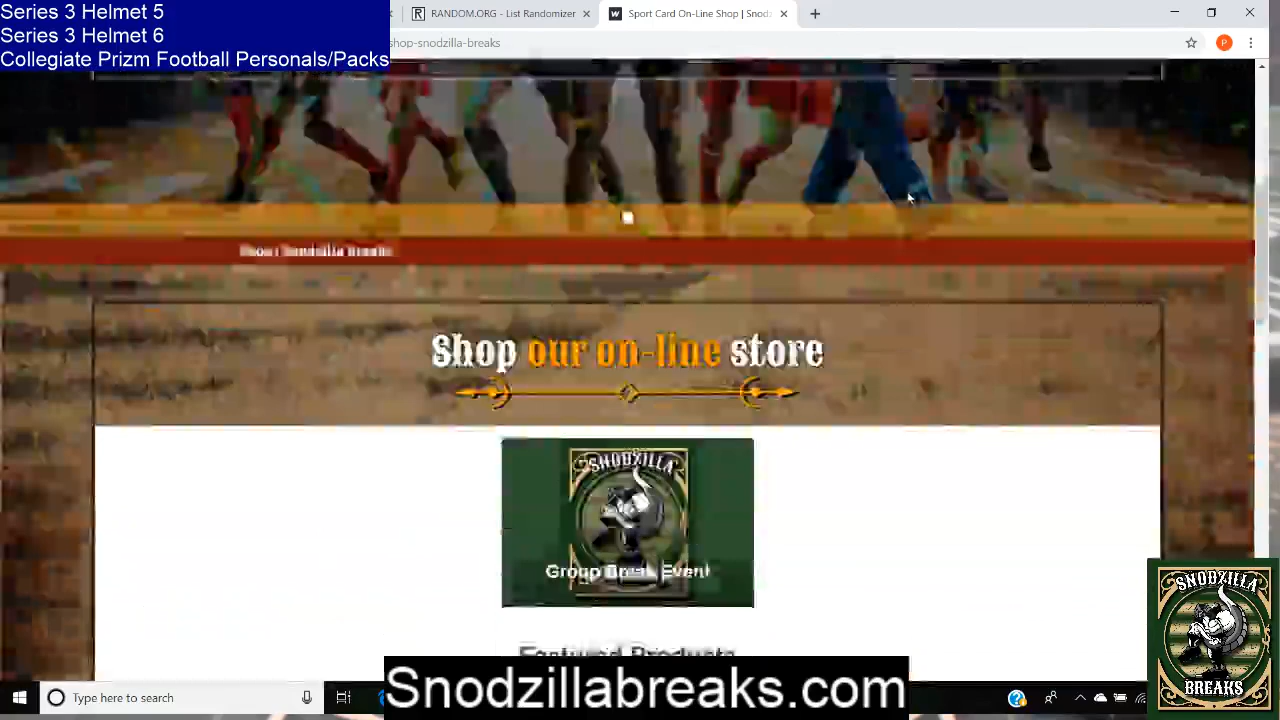 Series 3 Helmet 5
Series 3 Helmet 6
Collegiate Prizm Football Personals/Packs
RANDOM.ORG - List Randomizer
Sport Card On-Line Shop | Snodz
shop-snodzilla-breaks
P
Shop our on-line store
SNODZILLA
Group Break Event
Featured Products
Type here to search
Snodzillabreaks.com
SNODZILLA
BREAKS